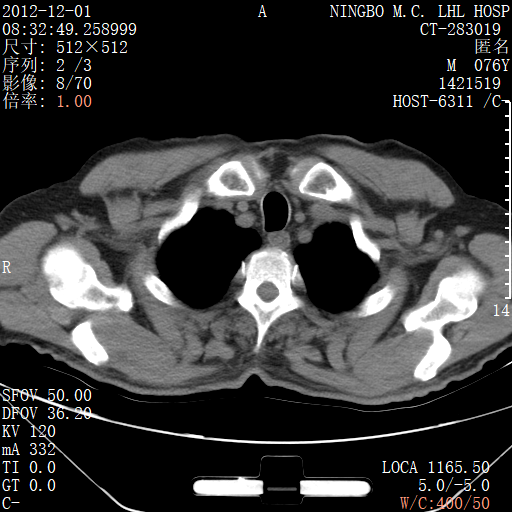 2012-12-01
A
NINGBO M.C. LHL HOSP
08:32:49.258999
CT-283019
尺寸: 512×512
匿名
序列: 2 /3
M 076Y
影像: 8/70
1421519
倍率: 1.00
HOST-6311 /C-
R
14
SFOV 50.00
DFOV 36.20
KV 120
mA 332
TI 0.0
LOCA 1165.50
GT 0.0
5.0/-5.0
C-
W/C:400/50